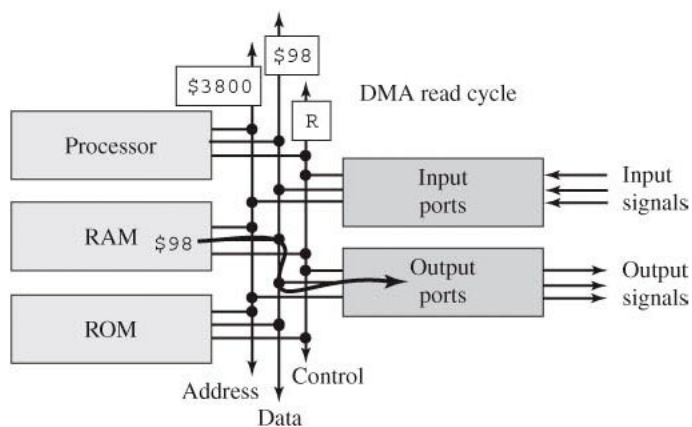 $98
$3800
DMA read cycle
R
Processor
Input
ports
Input
signals
RAM
$98
Output
ports
Output
signals
ROM
Control
Address
Data